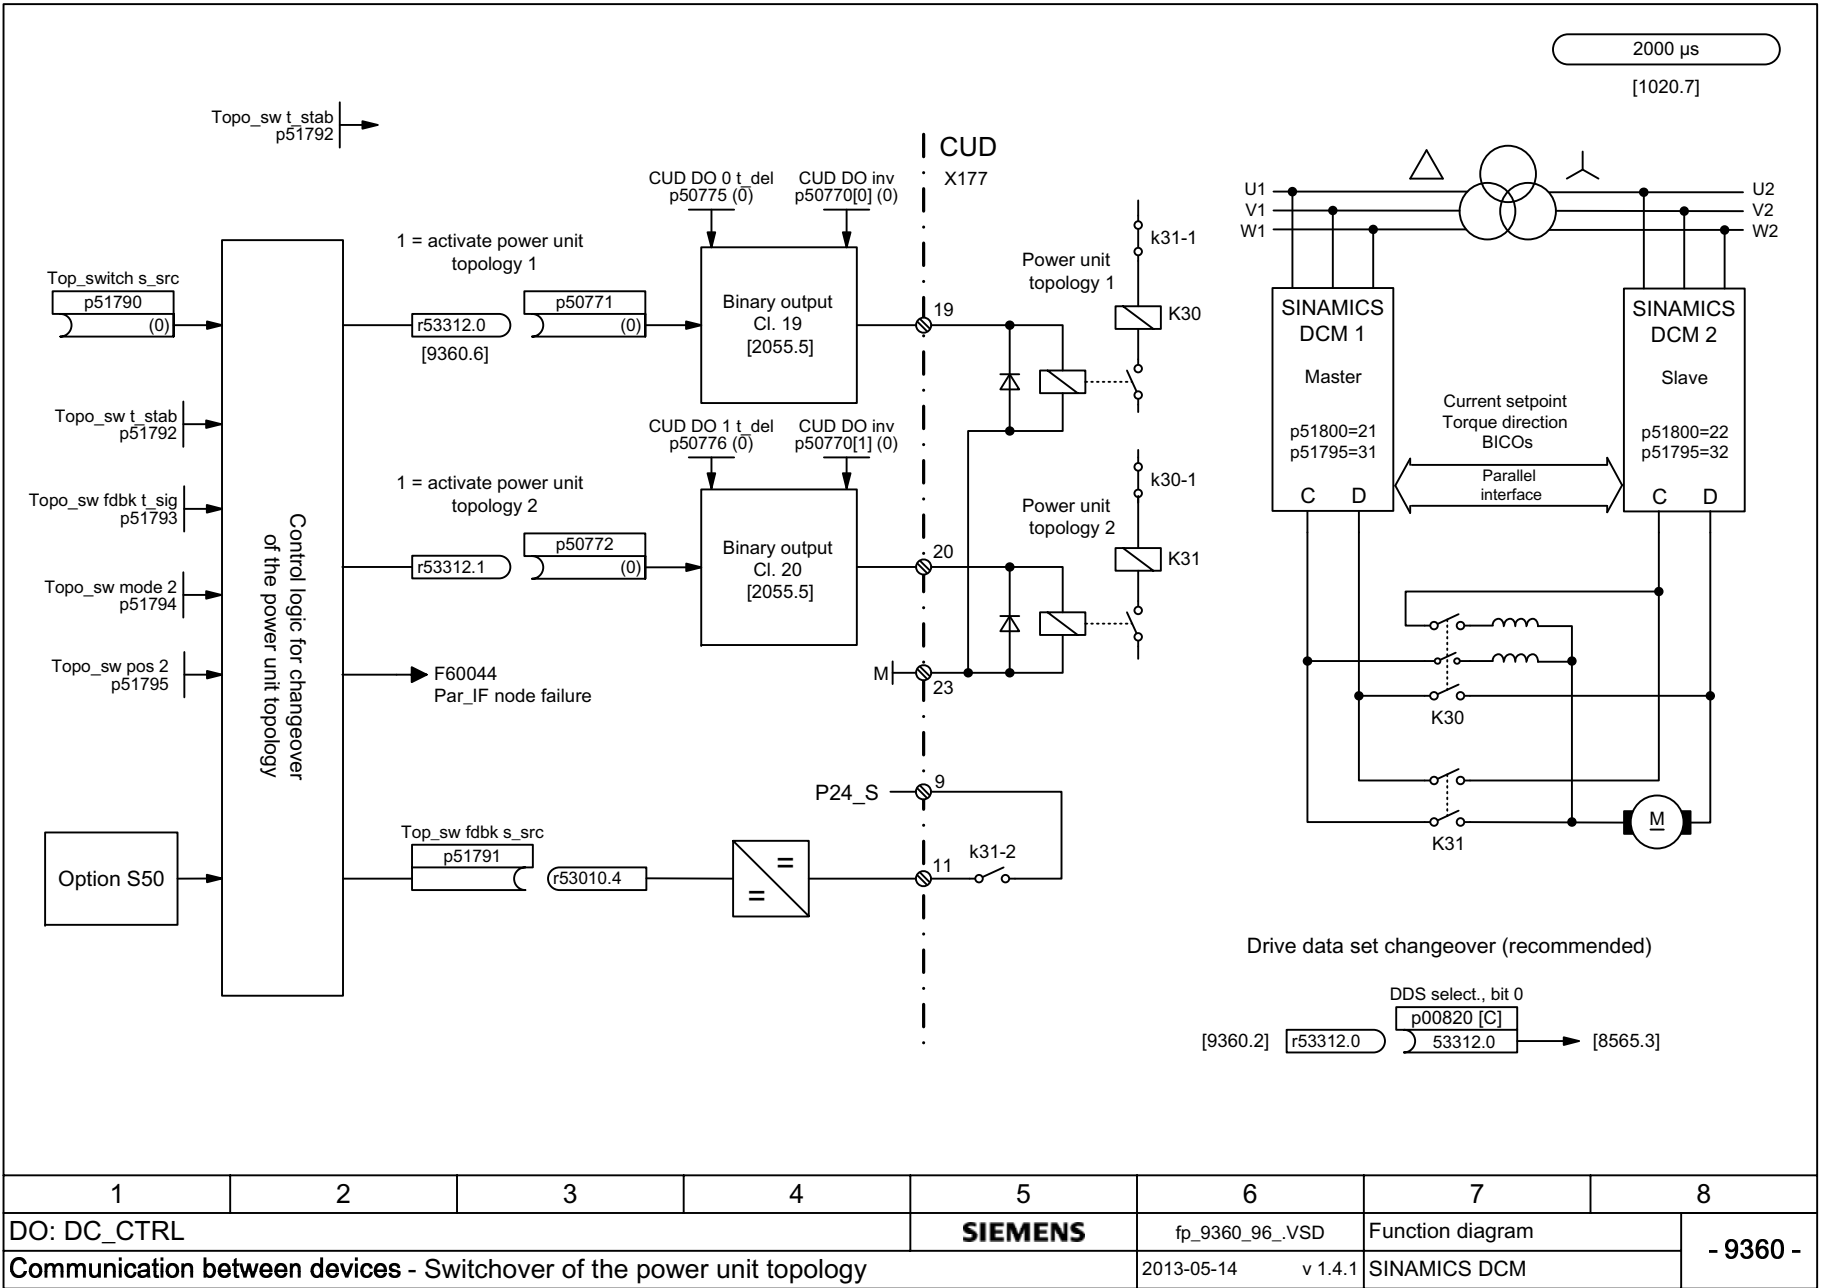 2000 µs
[1020.7]
Topo_sw t_stab
p51792
CUD
X177
CUD DO 0 t_del
p50775 (0)
CUD DO inv
p50770[0] (0)
1 = activate power unit
topology 1
Top_switch s_src
p51790
(0)
r53312.0
[9360.6]
p50771
(0)
Binary output
Cl. 19
[2055.5]
19
Power unit
topology 1
k31-1
K30
Topo_sw t_stab
p51792
CUD DO 1 t_del
p50776 (0)
CUD DO inv
p50770[1] (0)
1 = activate power unit
topology 2
Topo_sw fdbk t_sig
p51793
Control logic for changeover
of the power unit topology
r53312.1
p50772
(0)
Binary output
Cl. 20
[2055.5]
20
Power unit
topology 2
k30-1
K31
Topo_sw mode 2
p51794
Topo_sw pos 2
p51795
F60044
Par_IF node failure
M
23
P24_S
9
Top_sw fdbk s_src
p51791
r53010.4
=
=
11
k31-2
Option S50
U1
V1
W1
U2
V2
W2
SINAMICS
DCM 1
Master
p51800=21
p51795=31
C D
Current setpoint
Torque direction
BICOs
Parallel
interface
SINAMICS
DCM 2
Slave
p51800=22
p51795=32
C D
K30
K31
M
Drive data set changeover (recommended)
DDS select., bit 0
p00820 [C]
[9360.2]
r53312.0
53312.0
[8565.3]
1 2 3 4 5 6 7 8
DO: DC_CTRL
SIEMENS
fp_9360_96_.VSD
Function diagram
- 9360 -
Communication between devices - Switchover of the power unit topology
2013-05-14
v 1.4.1
SINAMICS DCM